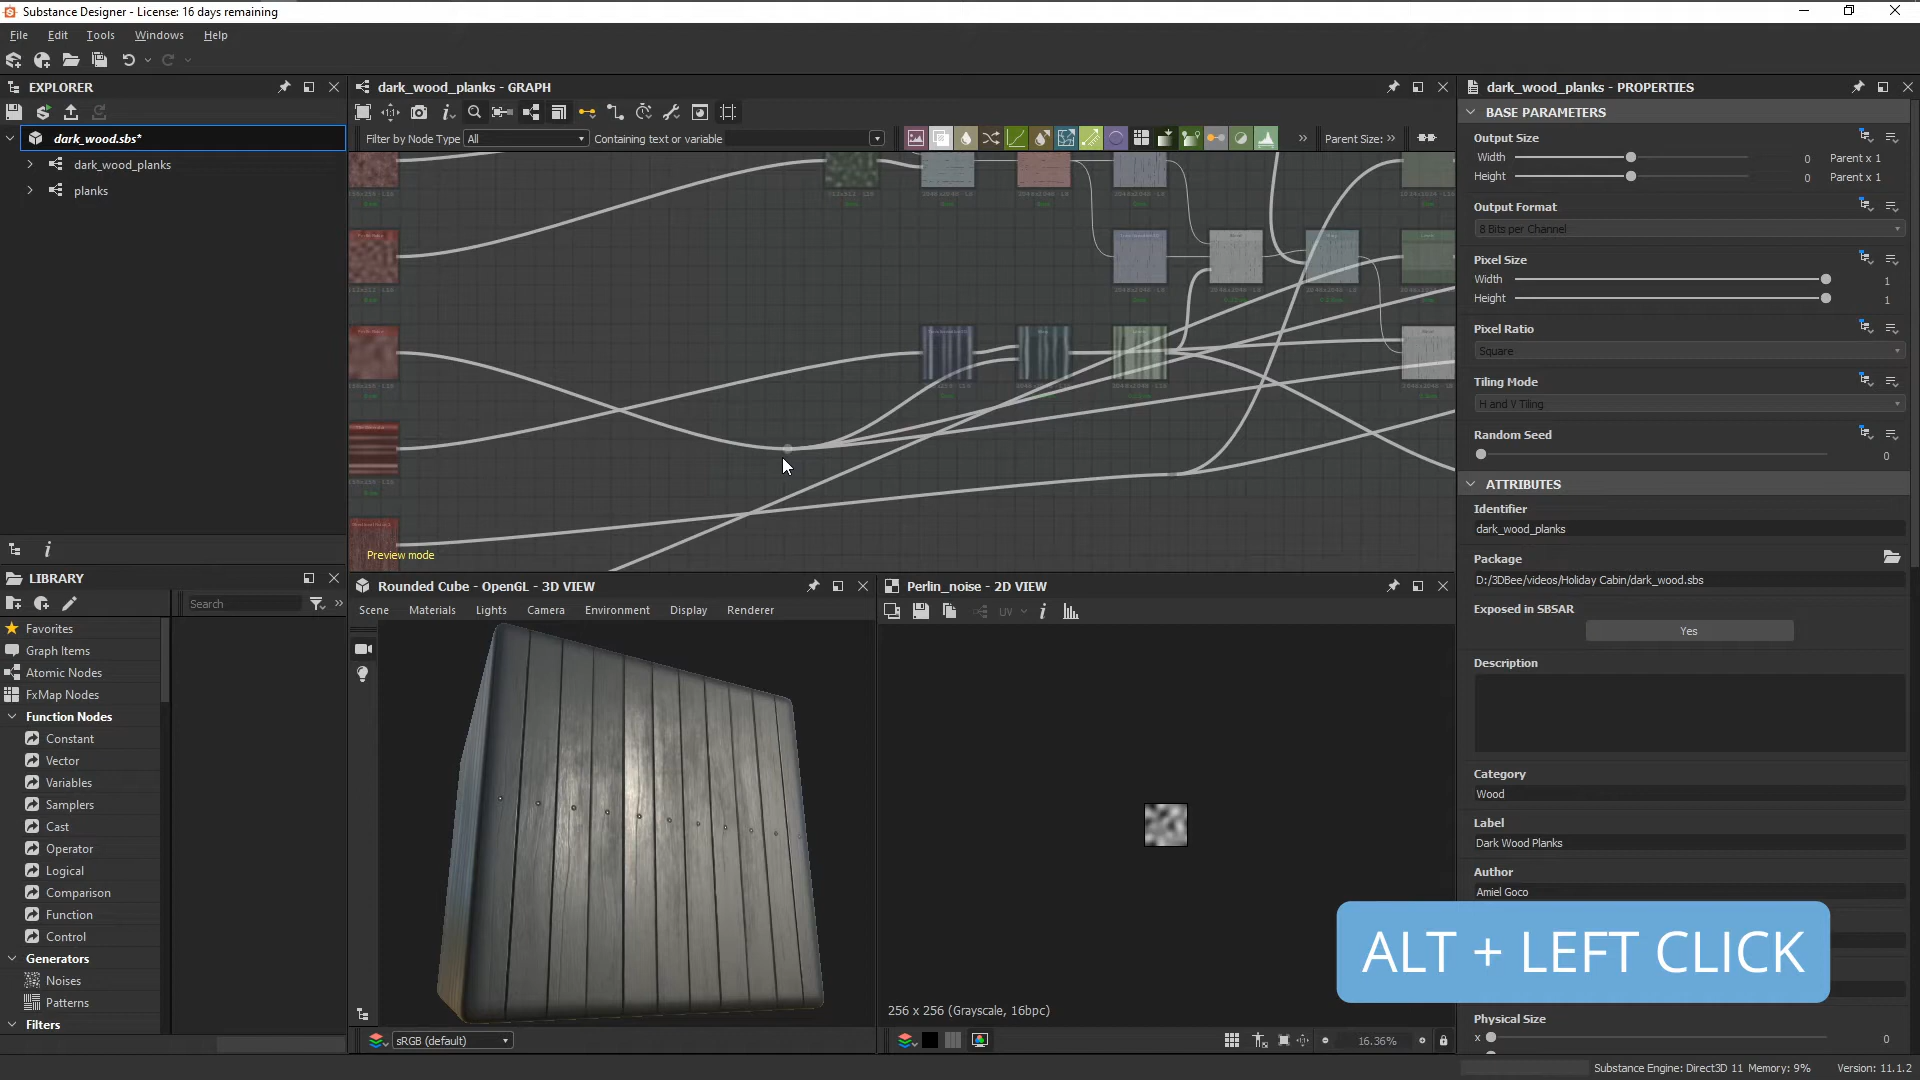 Substance Designer - License: 16 days remaining
File Edit Tools Windows Help
EXPLORER
dark_wood.sbs*
dark_wood_planks
planks
dark_wood_planks - GRAPH
Filter by Node Type All Containing text or variable Parent Size:
Preview mode
LIBRARY
Search
Favorites
Graph Items
Atomic Nodes
FxMap Nodes
Function Nodes
Constant
Vector
Variables
Samplers
Cast
Operator
Logical
Comparison
Function
Control
Generators
Noises
Patterns
Filters
Rounded Cube - OpenGL - 3D VIEW
Scene Materials Lights Camera Environment Display Renderer
sRGB (default)
Perlin_noise - 2D VIEW
UV
256 x 256 (Grayscale, 16bpc)
16.36%
dark_wood_planks - PROPERTIES
BASE PARAMETERS
Output Size
Width 0 Parent x 1
Height 0 Parent x 1
Output Format
8 Bits per Channel
Pixel Size
Width 1
Height 1
Pixel Ratio
Square
Tiling Mode
H and V Tiling
Random Seed
0
ATTRIBUTES
Identifier
dark_wood_planks
Package
D:/3DBee/videos/Holiday Cabin/dark_wood.sbs
Exposed in SBSAR
Yes
Description
Category
Wood
Label
Dark Wood Planks
Author
Amiel Goco
ALT + LEFT CLICK
Physical Size
x 0
Substance Engine: Direct3D 11 Memory: 9% Version: 11.1.2